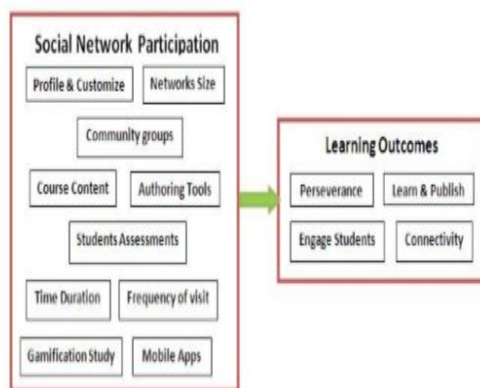 Social Network Participation
Profile & Customize
Networks Size
Community groups
Course Content
Authoring Tools
Students Assessments
Time Duration
Frequency of visit
Gamification Study
Mobile Apps
Learning Outcomes
Perseverance
Learn & Publish
Engage Students
Connectivity